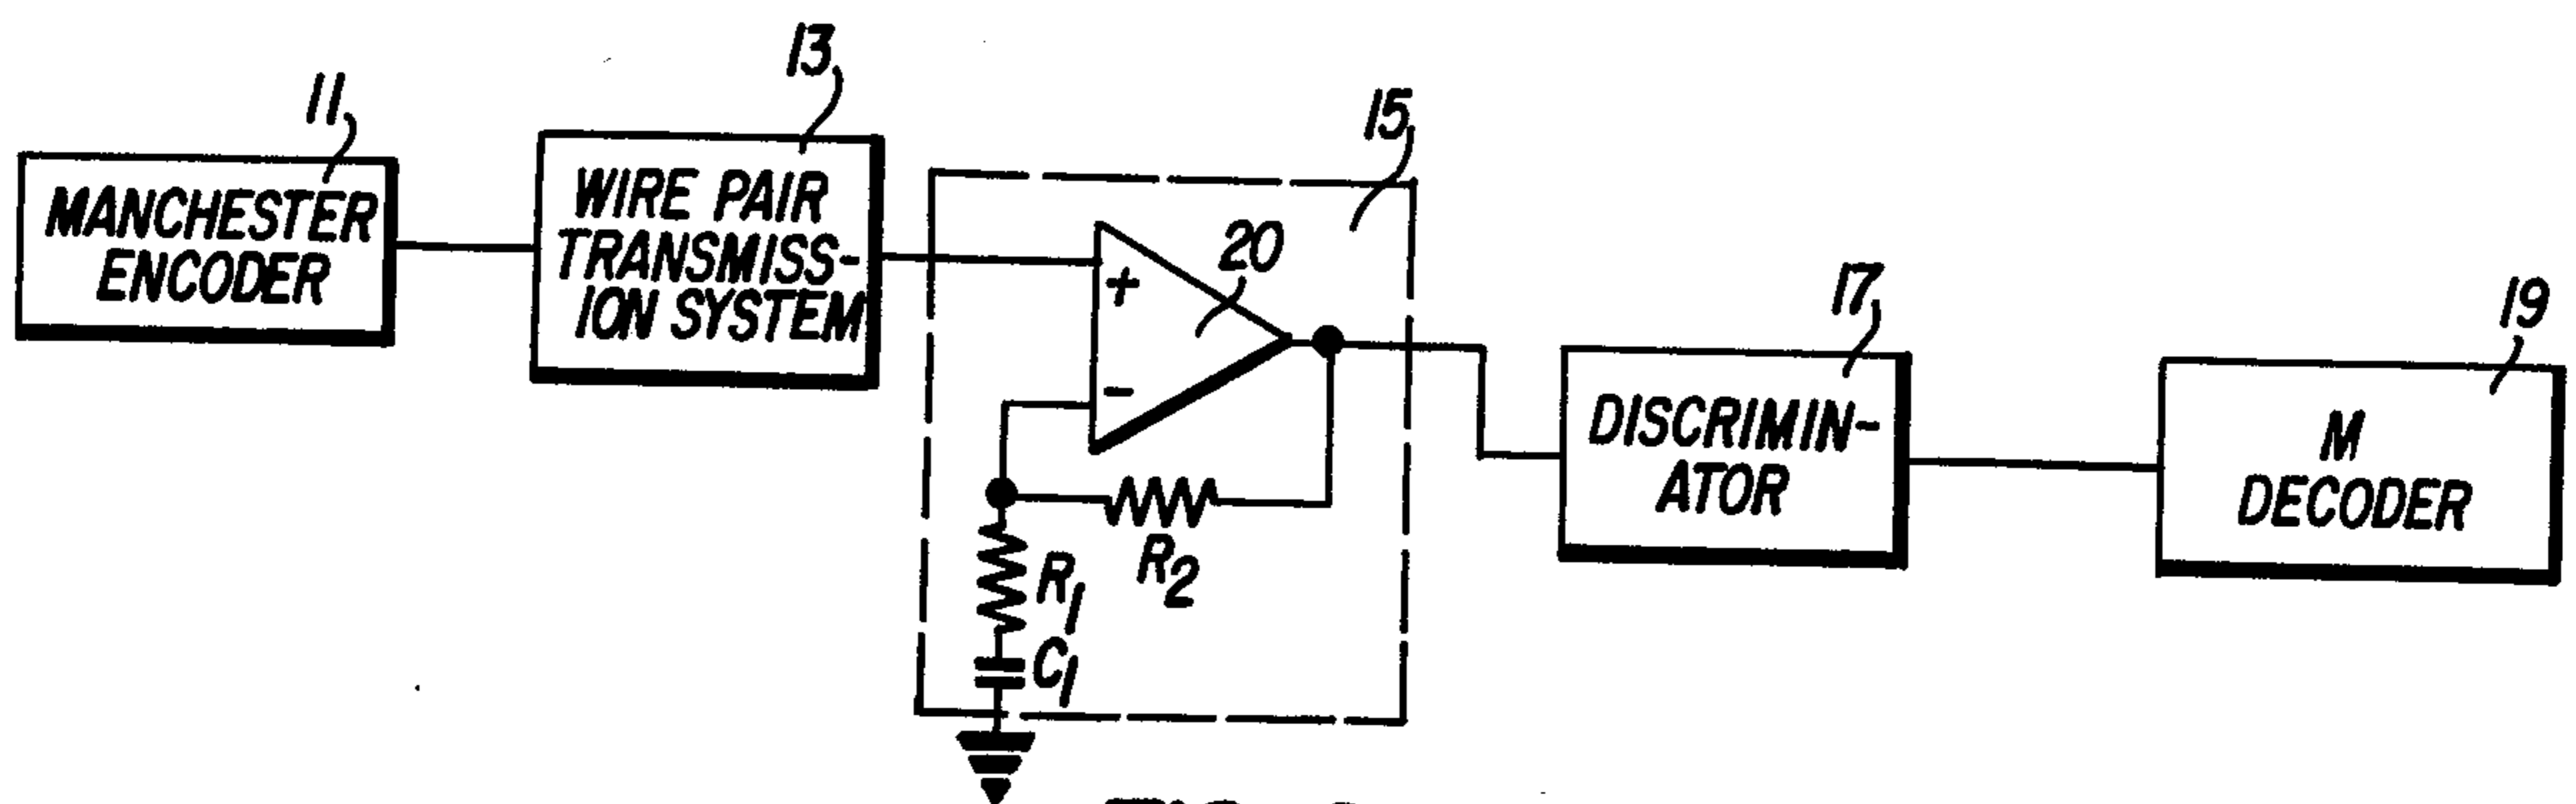 11
13
15
17
19
20
MANCHESTER
ENCODER
WIRE PAIR
TRANSMISS-
ION SYSTEM
+
-
R1
R2
C1
DISCRIMIN-
ATOR
M
DECODER